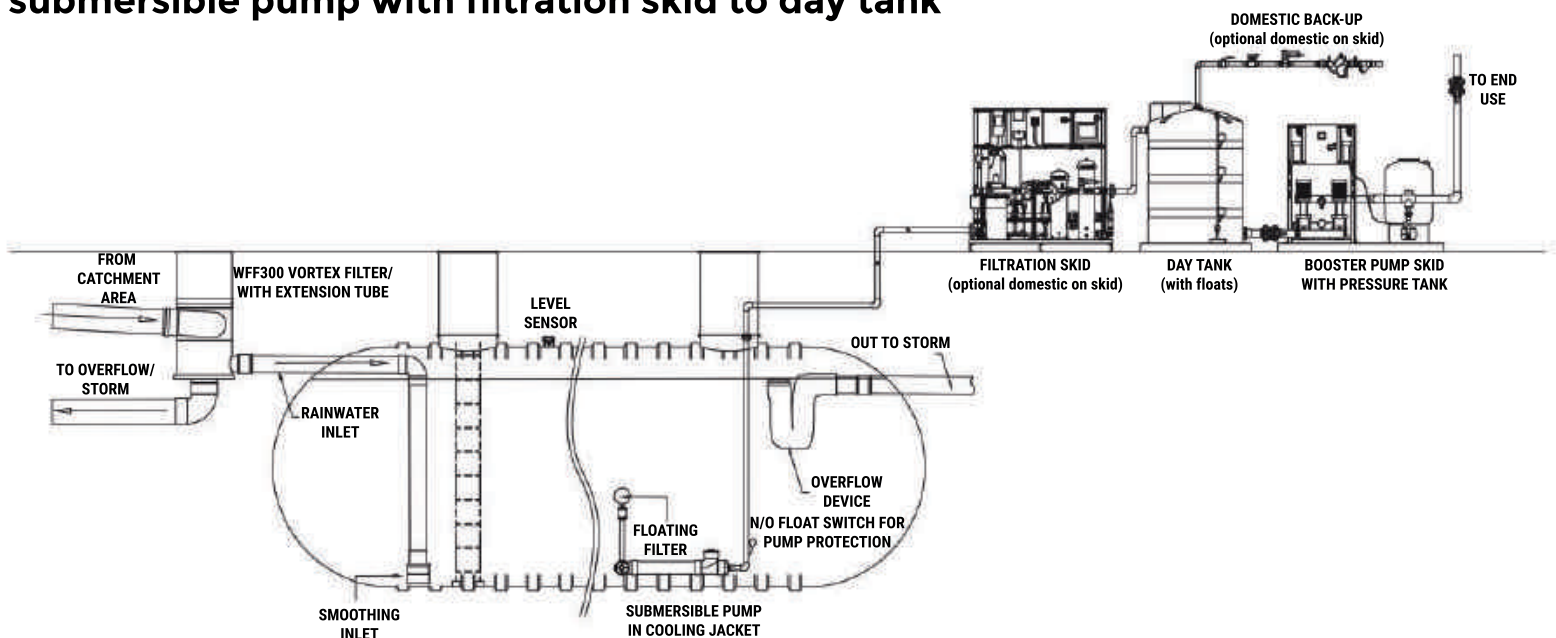 submersible pump with filtration skid to day tank
DOMESTIC BACK-UP
(optional domestic on skid)
TO END
USE
FROM
CATCHMENT
AREA
WFF300 VORTEX FILTER/
WITH EXTENSION TUBE
LEVEL
SENSOR
FILTRATION SKID
(optional domestic on skid)
DAY TANK
(with floats)
BOOSTER PUMP SKID
WITH PRESSURE TANK
OUT TO STORM
TO OVERFLOW/
STORM
RAINWATER
INLET
OVERFLOW
DEVICE
FLOATING
FILTER
N/O FLOAT SWITCH FOR
PUMP PROTECTION
SMOOTHING
INLET
SUBMERSIBLE PUMP
IN COOLING JACKET